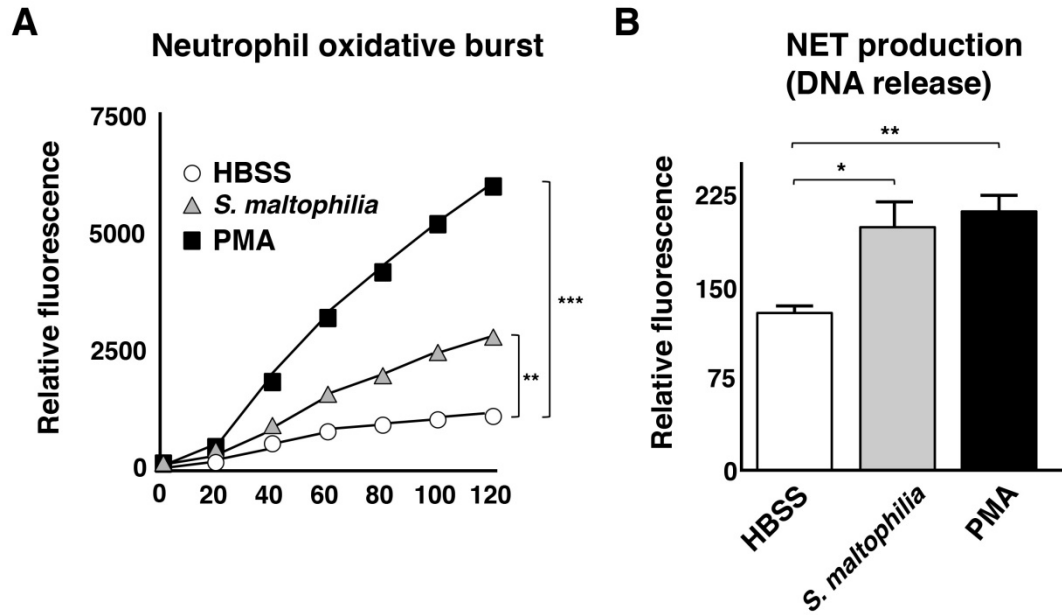 A
Neutrophil oxidative burst
Relative fluorescence
7500
5000
2500
0
HBSS
S. maltophilia
PMA
***
**
0 20 40 60 80 100 120
B
NET production
(DNA release)
**
*
Relative fluorescence
225
150
75
0
HBSS
S. maltophilia
PMA